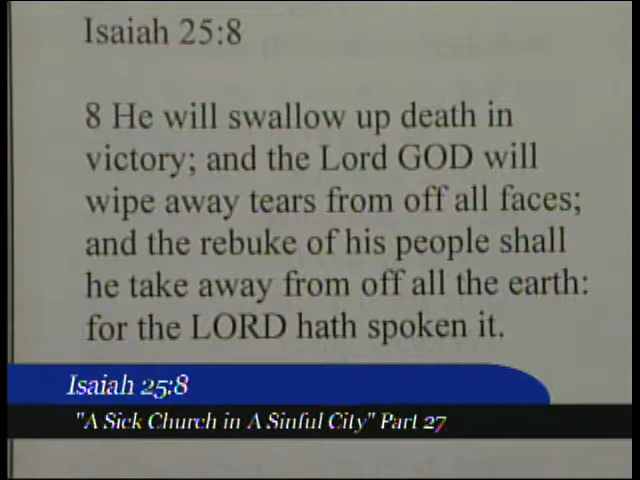 Isaiah 25:8
8 He will swallow up death in
victory; and the Lord GOD will
wipe away tears from off all faces;
and the rebuke of his people shall
he take away from off all the earth:
for the LORD hath spoken it.
Isaiah 25:8
"A Sick Church in A Sinful City" Part 27